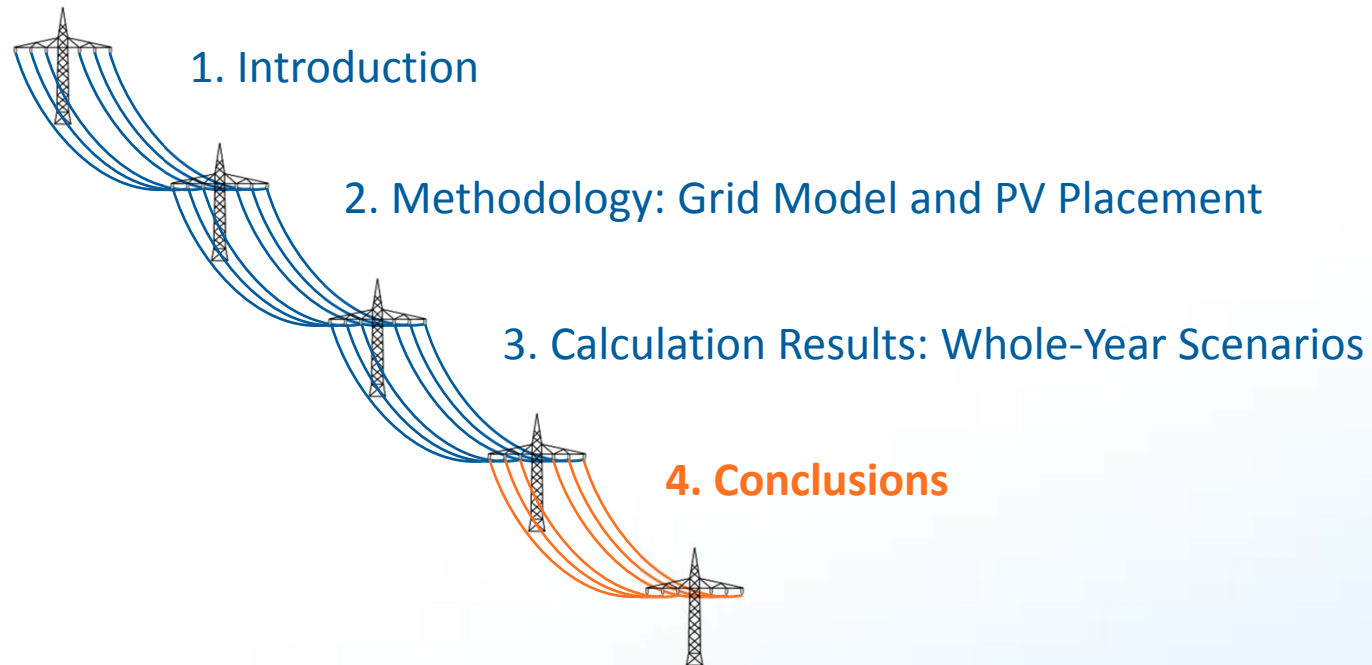 1. Introduction
2. Methodology: Grid Model and PV Placement
3. Calculation Results: Whole-Year Scenarios
4. Conclusions